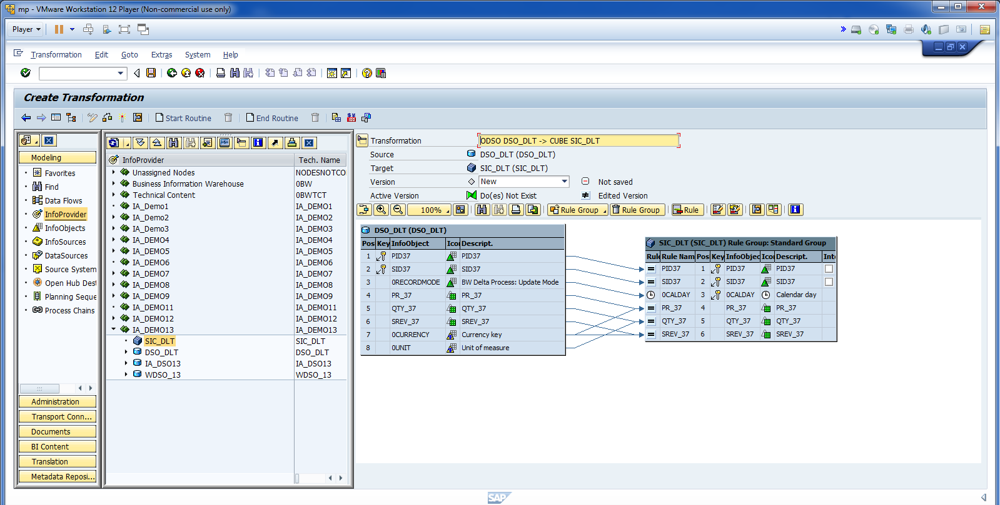 mp - VMware Workstation 12 Player (Non-commercial use only)
Player
Transformation Edit Goto Extras System Help
Create Transformation
Start Routine End Routine
Modeling
Favorites
Find
Data Flows
InfoProvider
InfoObjects
InfoSources
DataSources
Source System
Open Hub Dest
Planning Seque
Process Chains
Administration
Transport Conn...
Documents
BI Content
Translation
Metadata Reposi...
InfoProvider Tech. Name
Unassigned Nodes NODESNOTCO
Business Information Warehouse 0BW
Technical Content 0BWTCT
IA_Demo1 IA_DEMO1
IA_Demo2 IA_DEMO2
IA_Demo3 IA_DEMO3
IA_DEMO4 IA_DEMO4
IA_DEMO5 IA_DEMO5
IA_DEMO6 IA_DEMO6
IA_DEMO7 IA_DEMO7
IA_DEMO8 IA_DEMO8
IA_DEMO9 IA_DEMO9
IA_DEMO11 IA_DEMO11
IA_DEMO12 IA_DEMO12
IA_DEMO13 IA_DEMO13
SIC_DLT SIC_DLT
DSO_DLT DSO_DLT
IA_DSO13 IA_DSO13
WDSO_13 WDSO_13
Transformation ODSO DSO_DLT -> CUBE SIC_DLT
Source DSO_DLT (DSO_DLT)
Target SIC_DLT (SIC_DLT)
Version New Not saved
Active Version Do(es) Not Exist Edited Version
100% Rule Group Rule Group Rule
DSO_DLT (DSO_DLT)
Pos Key InfoObject Ico Descript.
1 PID37 PID37
2 SID37 SID37
3 0RECORDMODE BW Delta Process: Update Mode
4 PR_37 PR_37
5 QTY_37 QTY_37
6 SREV_37 SREV_37
7 0CURRENCY Currency key
8 0UNIT Unit of measure
SIC_DLT (SIC_DLT) Rule Group: Standard Group
Rule Rule Nam Pos Key InfoObjec Ico Descript. Inte
PID37 1 PID37 PID37
SID37 2 SID37 SID37
0CALDAY 3 0CALDAY Calendar day
PR_37 4 PR_37 PR_37
QTY_37 5 QTY_37 QTY_37
SREV_37 6 SREV_37 SREV_37
SAP